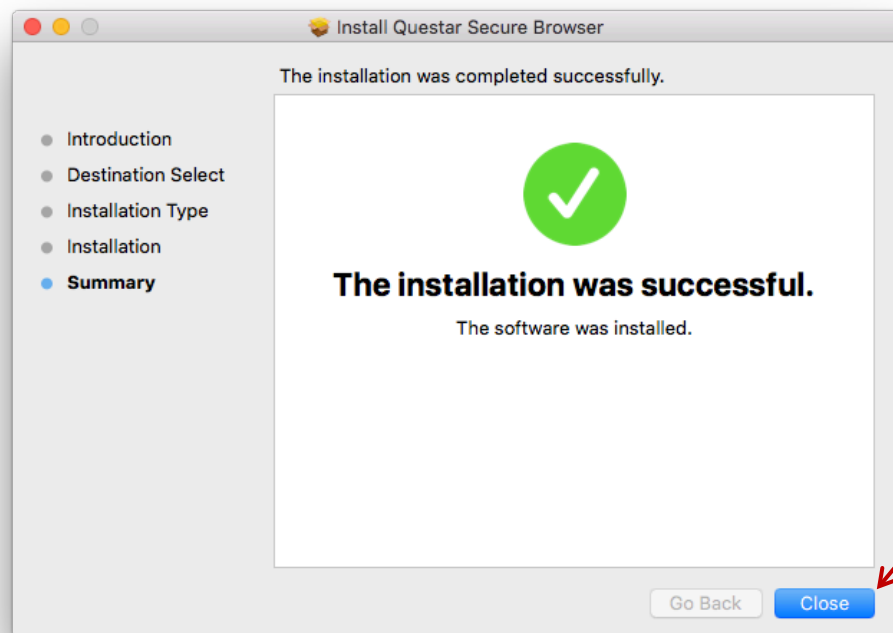 Install Questar Secure Browser
The installation was completed successfully.
Introduction
Destination Select
Installation Type
Installation
Summary
The installation was successful.
The software was installed.
Go Back
Close